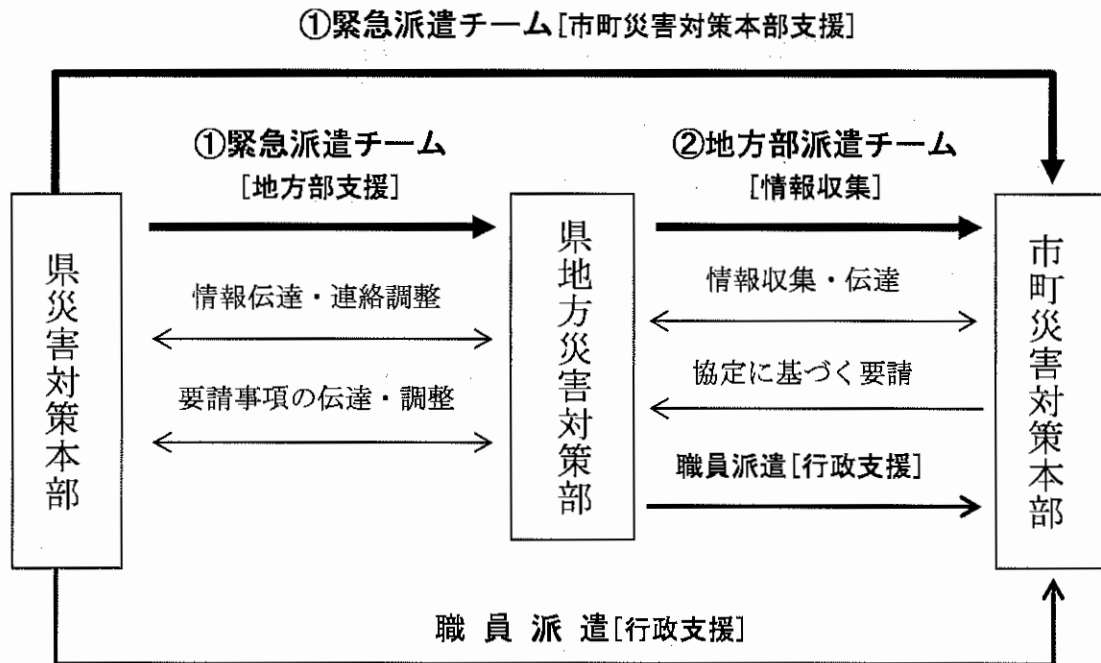 ①緊急派遣チーム[市町災害対策本部支援]
①緊急派遣チーム
[地方部支援]
②地方部派遣チーム
[情報収集]
県災害対策本部
情報伝達・連絡調整
要請事項の伝達・調整
県地方災害対策部
情報収集・伝達
協定に基づく要請
職員派遣[行政支援]
市町災害対策本部
職員派遣[行政支援]